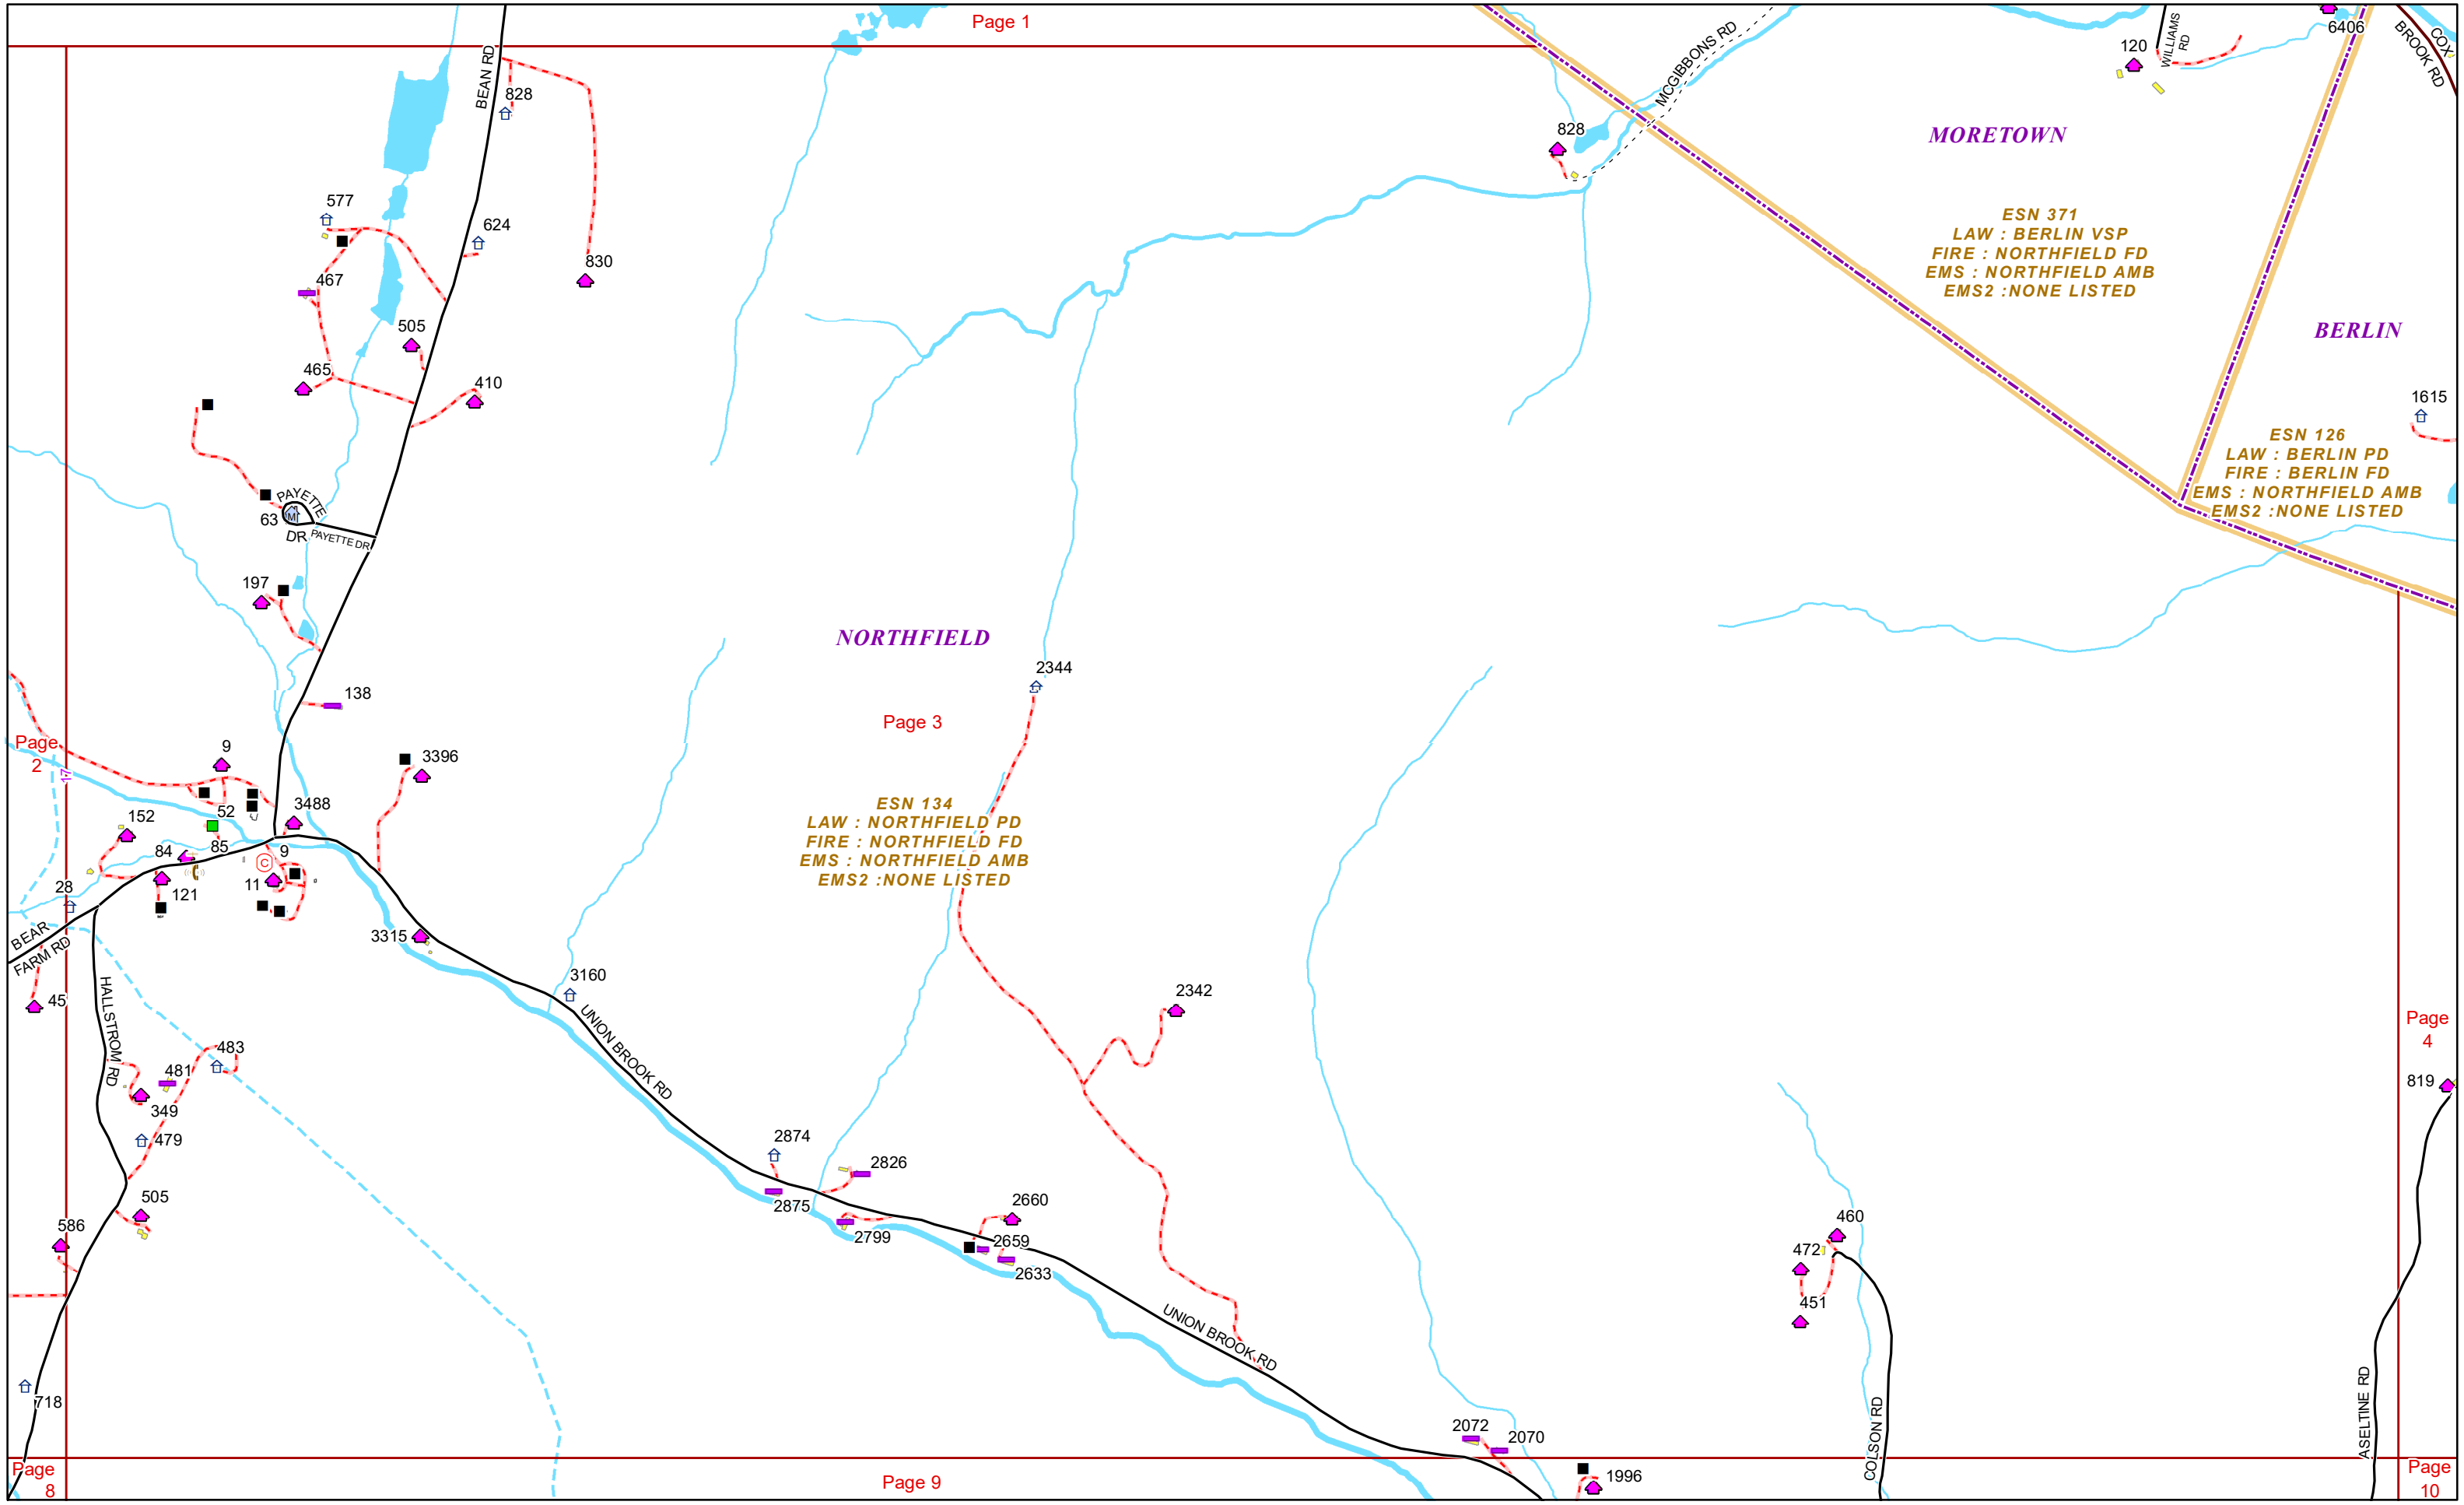 Page 1
BEAN RD
828
MCGIBBONS RD
120
WILLIAMS
RD
6406
COX
BROOK RD
828
MORETOWN
577
624
830
467
505
465
410
ESN 371
LAW : BERLIN VSP
FIRE : NORTHFIELD FD
EMS : NORTHFIELD AMB
EMS2 :NONE LISTED
BERLIN
1615
ESN 126
LAW : BERLIN PD
FIRE : BERLIN FD
EMS : NORTHFIELD AMB
EMS2 :NONE LISTED
PAYETTE
63
M
DR
PAYETTE DR
197
NORTHFIELD
2344
138
Page 3
Page
2
17
9
3396
52
3488
152
84
85
C
9
11
121
28
ESN 134
LAW : NORTHFIELD PD
FIRE : NORTHFIELD FD
EMS : NORTHFIELD AMB
EMS2 :NONE LISTED
BEAR
FARM RD
3315
3160
45
HALLSTROM RD
UNION BROOK RD
2342
Page
4
483
481
349
479
819
2874
2826
2875
2799
505
586
2660
2659
2633
460
472
451
UNION BROOK RD
718
2072
2070
COLSON RD
ASELTINE RD
Page
8
Page 9
1996
Page
10